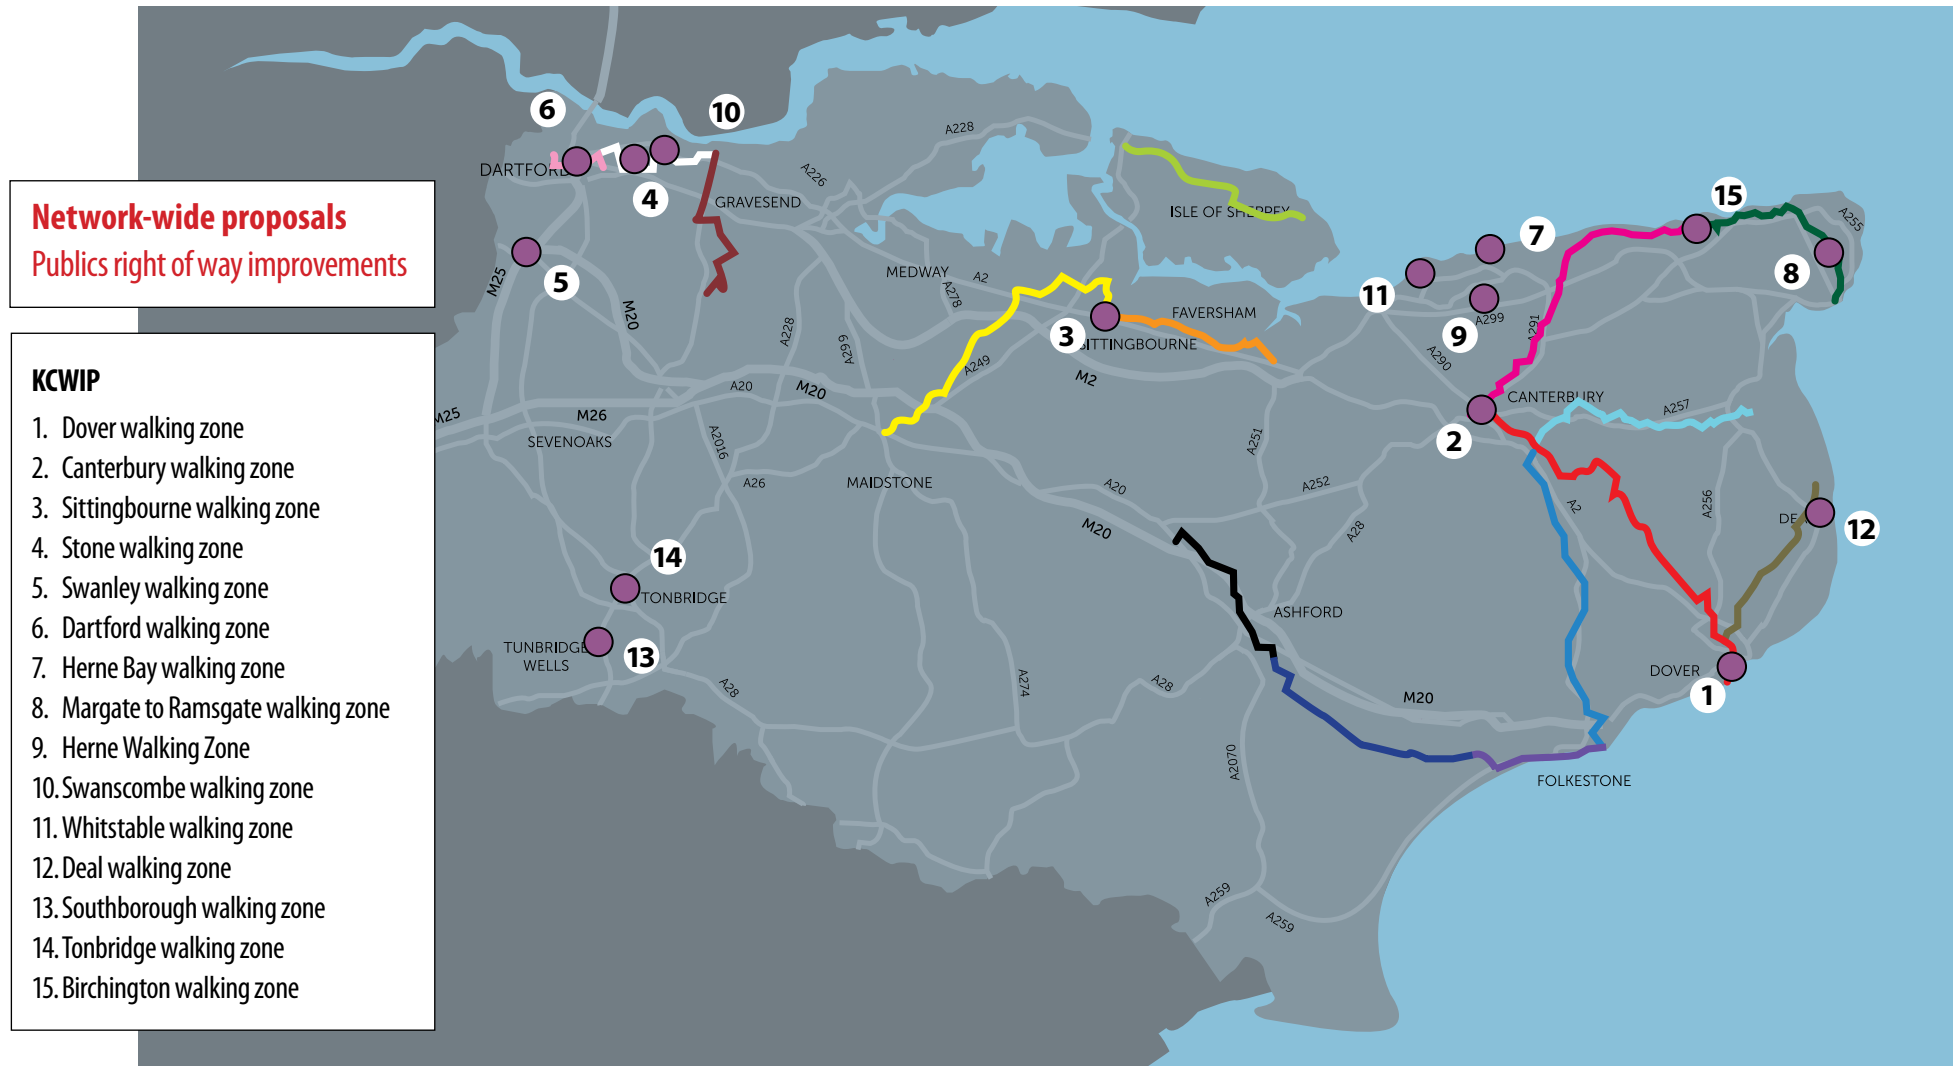 Network-wide proposals
Publics right of way improvements
KCWIP
1. Dover walking zone
2. Canterbury walking zone
3. Sittingbourne walking zone
4. Stone walking zone
5. Swanley walking zone
6. Dartford walking zone
7. Herne Bay walking zone
8. Margate to Ramsgate walking zone
9. Herne Walking Zone
10. Swanscombe walking zone
11. Whitstable walking zone
12. Deal walking zone
13. Southborough walking zone
14. Tonbridge walking zone
15. Birchington walking zone
6
10
A228
DARTFORD
4
A226
GRAVESEND
ISLE OF SHEPPEY
15
A255
7
8
M25
5
MEDWAY
A2
A278
11
M20
A228
A299
3
FAVERSHAM
SITTINGBOURNE
9
A299
A291
A290
A249
M2
A20
M20
M25
M26
SEVENOAKS
A2016
A26
MAIDSTONE
CANTERBURY
2
A257
A251
A20
A252
M20
A28
A2
A256
12
14
TONBRIDGE
TUNBRIDGE
WELLS
13
ASHFORD
A28
A274
A28
M20
DOVER
1
A2070
FOLKESTONE
A259
A259